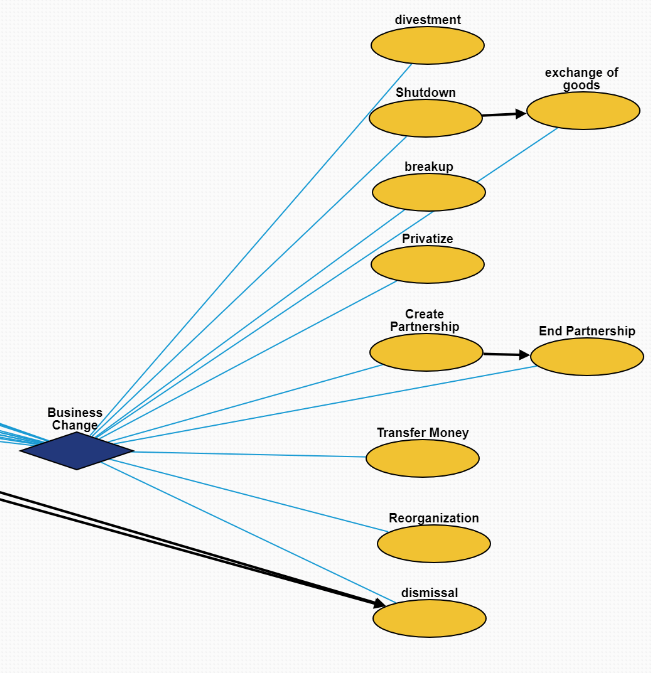 divestment
exchange of
goods
Shutdown
breakup
Privatize
Create
Partnership
End Partnership
Business
Change
Transfer Money
Reorganization
dismissal